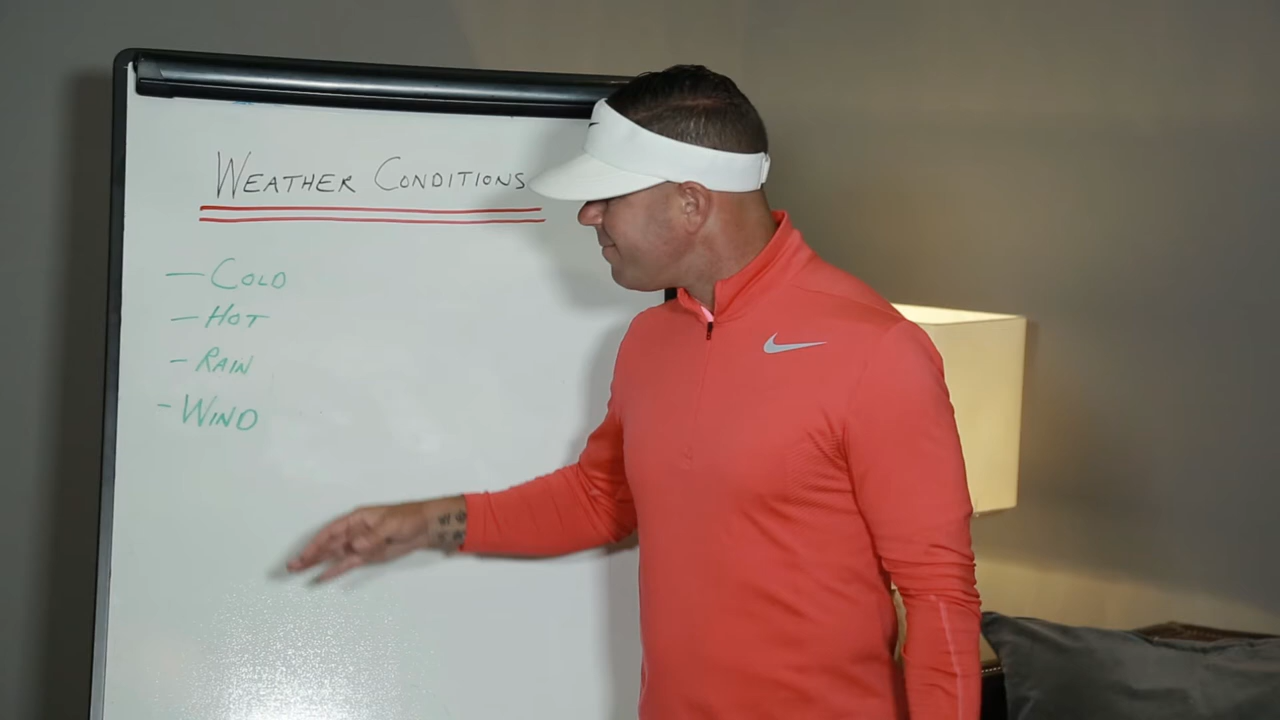 WEATHER CONDITIONS
— COLD
— HOT
- RAIN
- WIND